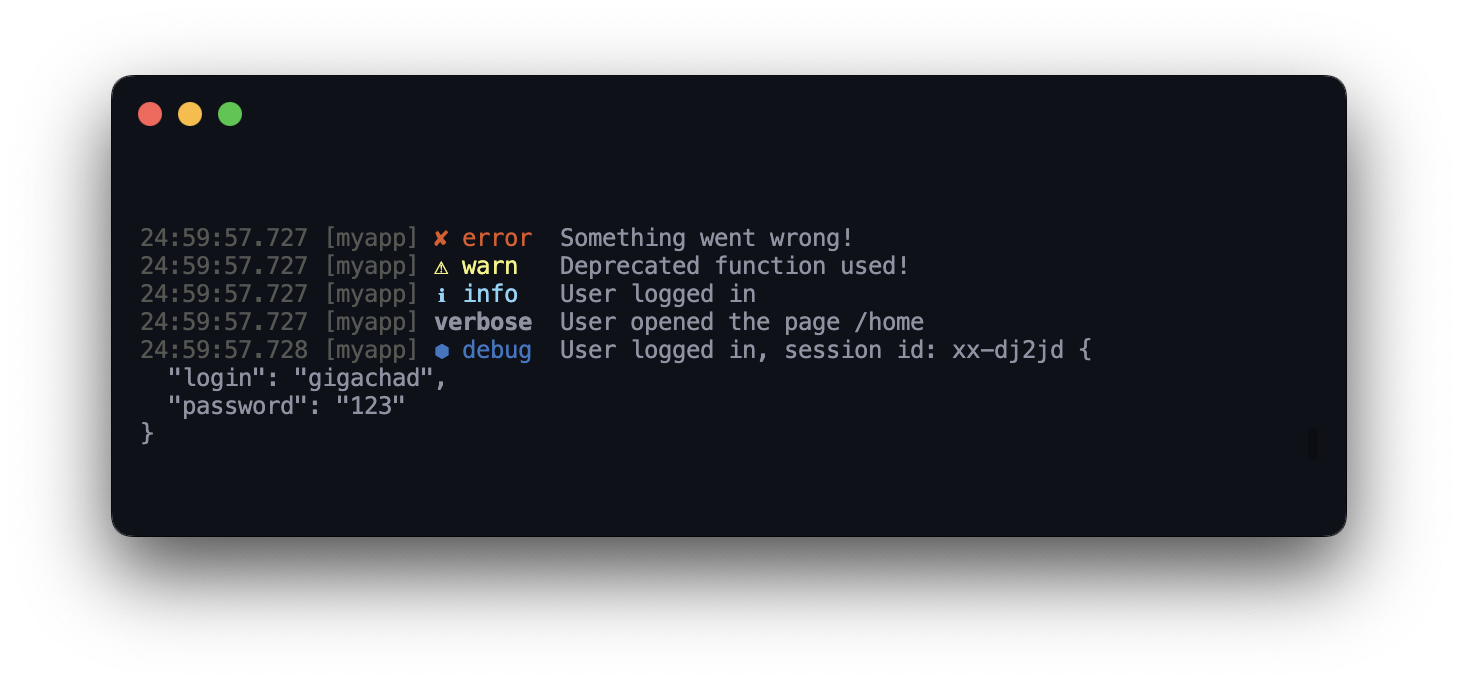 24:59:57.727 [myapp] ✘ error  Something went wrong!
24:59:57.727 [myapp] ⚠ warn   Deprecated function used!
24:59:57.727 [myapp] ℹ info   User logged in
24:59:57.727 [myapp] verbose  User opened the page /home
24:59:57.728 [myapp] ⬢ debug  User logged in, session id: xx-dj2jd {
  "login": "gigachad",
  "password": "123"
}